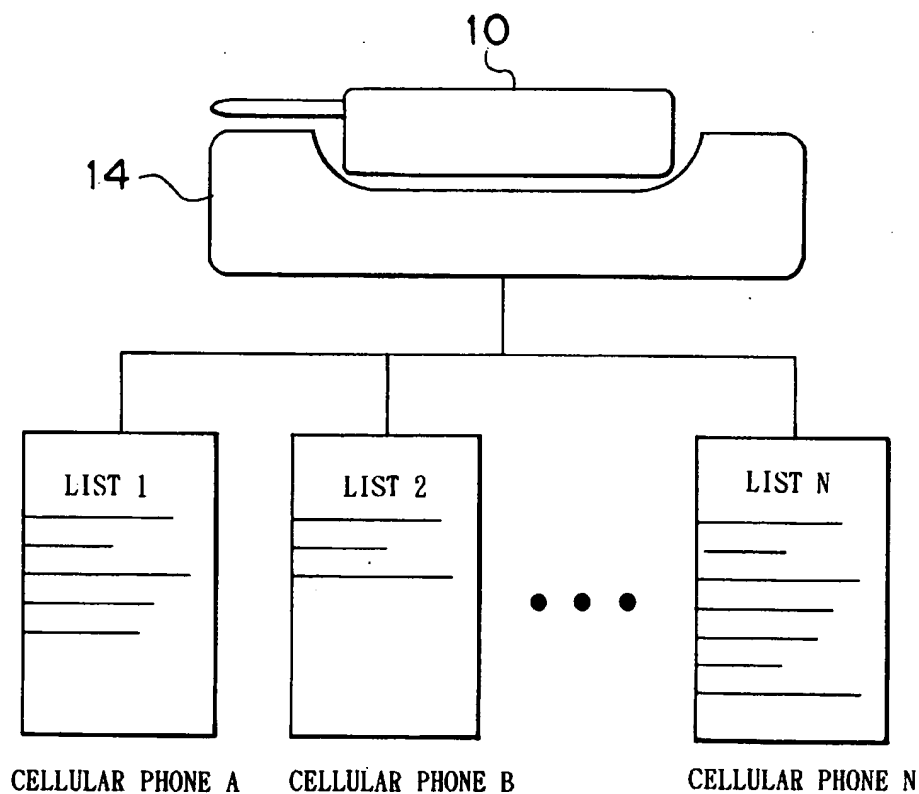 10
14
LIST 1
LIST 2
LIST N
CELLULAR PHONE A
CELLULAR PHONE B
CELLULAR PHONE N